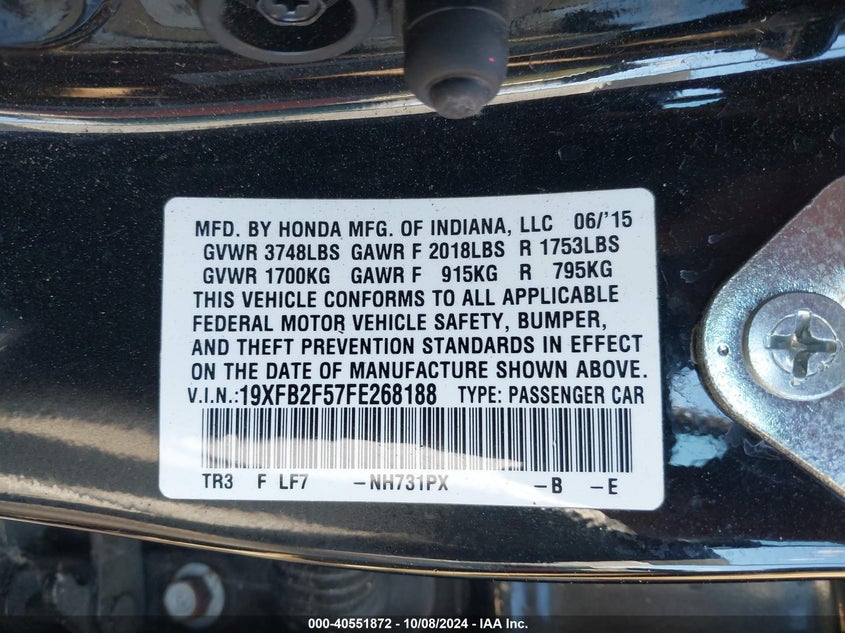 MFD. BY HONDA MFG. OF INDIANA, LLC 06/'15
GVWR 3748LBS GAWR F 2018LBS R 1753LBS
GVWR 1700KG GAWR F 915KG R 795KG
THIS VEHICLE CONFORMS TO ALL APPLICABLE
FEDERAL MOTOR VEHICLE SAFETY, BUMPER,
AND THEFT PREVENTION STANDARDS IN EFFECT
ON THE DATE OF MANUFACTURE SHOWN ABOVE.
V.I.N.:19XFB2F57FE268188 TYPE: PASSENGER CAR
TR3 F LF7 –NH731PX –B –E
000-40551872 - 10/08/2024 - IAA Inc.